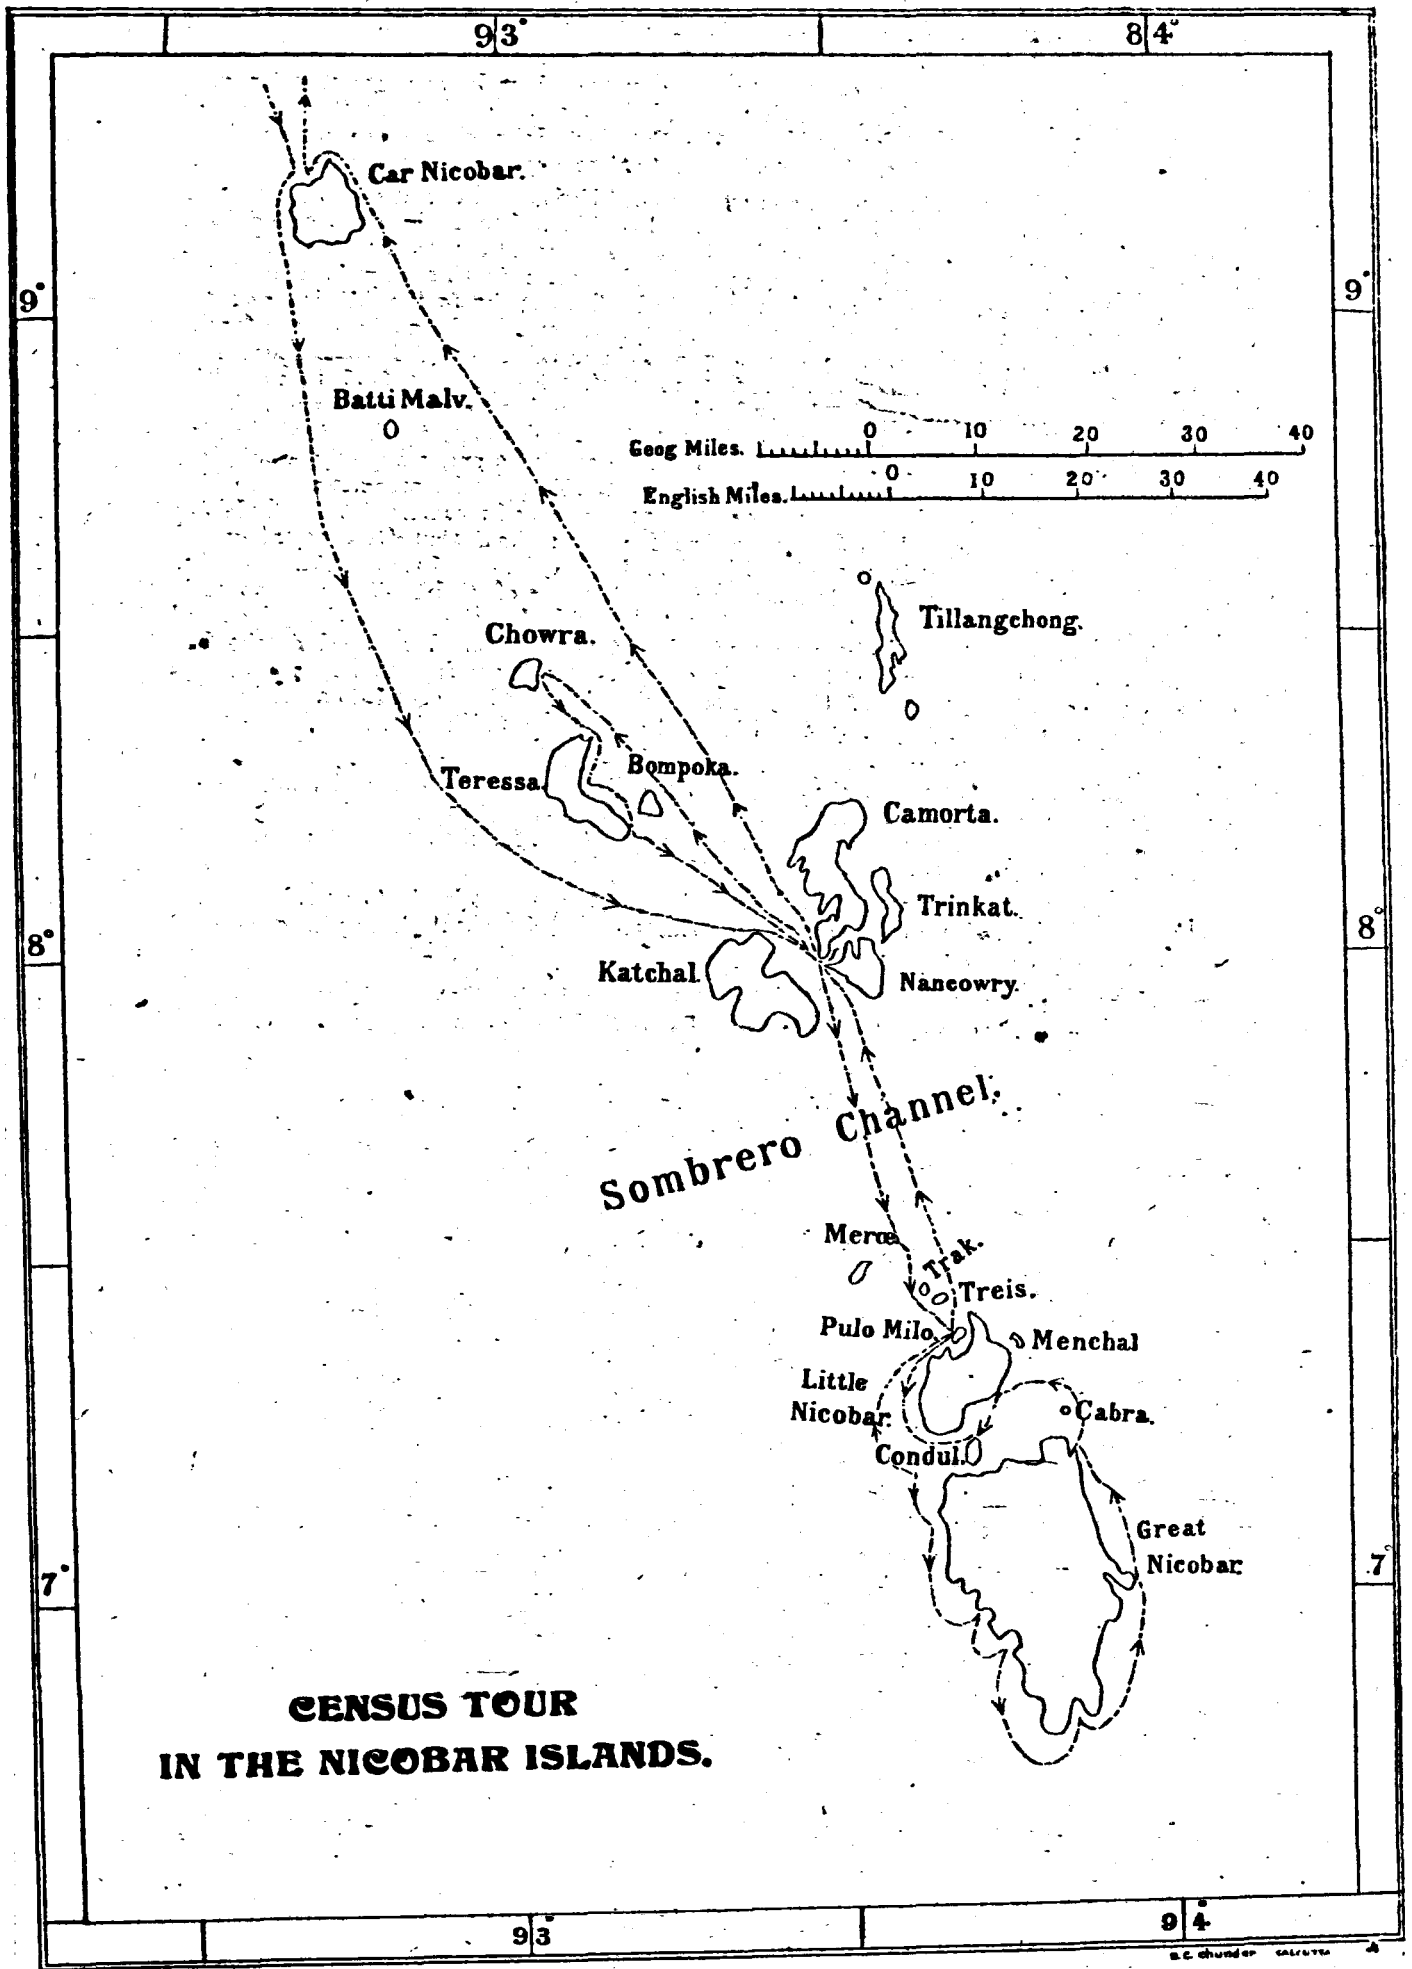 93°
84°
Car Nicobar.
9°
9°
Batti Malv.
0 10 20 30 40
Geog Miles.
0 10 20 30 40
English Miles.
Tillangchong.
Chowra.
Bompoka.
Teressa.
Camorta.
Trinkat.
8°
8°
Katchal.
Nancowry.
Sombrero Channel.
Meroe.
Trak.
Treis.
Pulo Milo.
Menchal
Little
Nicobar.
Cabra.
Condul.
Great
Nicobar.
7°
7°
CENSUS TOUR
IN THE NICOBAR ISLANDS.
93°
94°
B.C. Chunder CALCUTTA